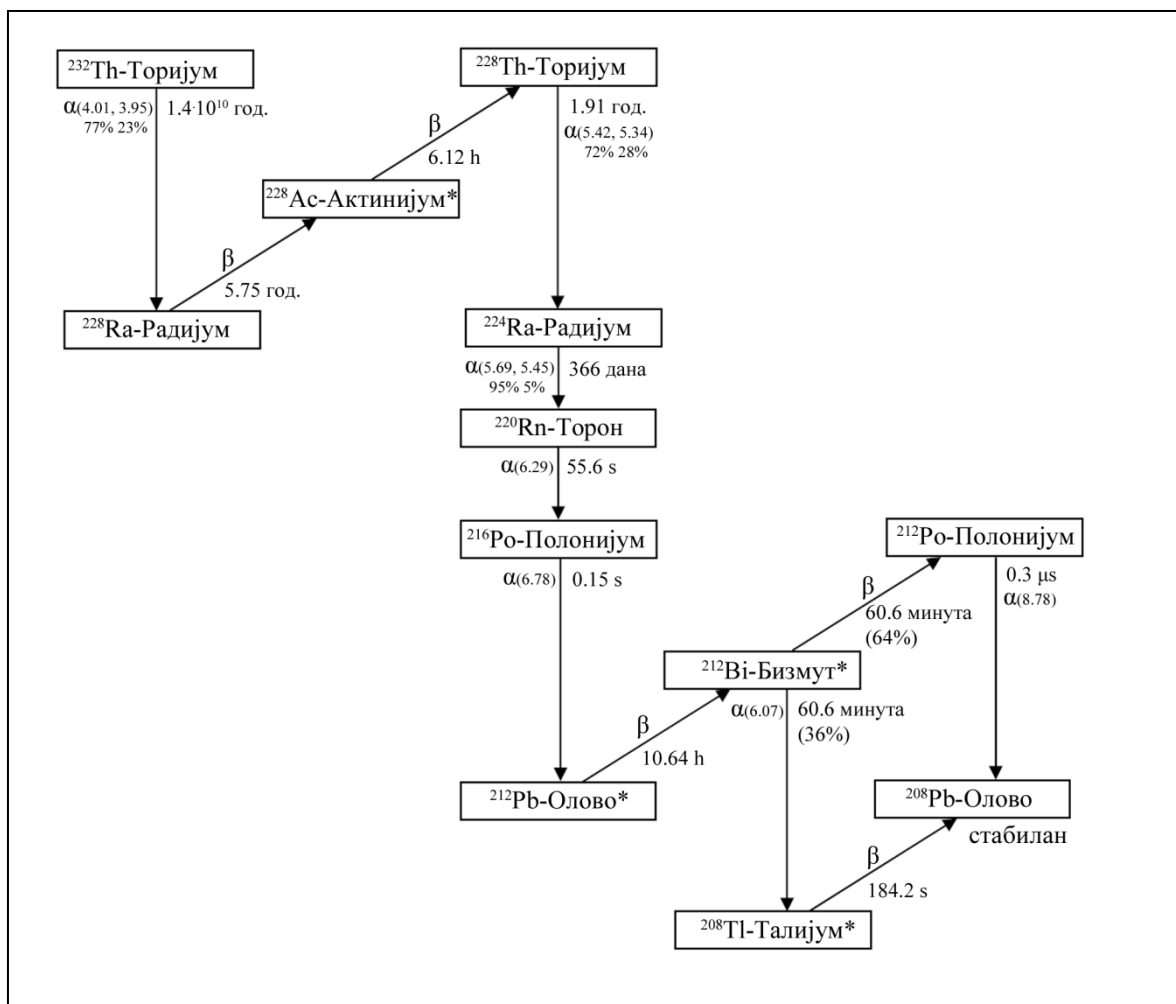 ²³²Th-Торијум
α(4.01, 3.95)
77% 23%
1.4·10¹⁰ год.
²²⁸Ra-Радијум
β
5.75 год.
²²⁸Ac-Актинијум*
β
6.12 h
²²⁸Th-Торијум
1.91 год.
α(5.42, 5.34)
72% 28%
²²⁴Ra-Радијум
α(5.69, 5.45)
95% 5%
366 дана
²²⁰Rn-Торон
α(6.29)
55.6 s
²¹⁶Po-Полонијум
α(6.78)
0.15 s
²¹²Pb-Олово*
β
10.64 h
²¹²Bi-Бизмут*
β
60.6 минута
(64%)
²¹²Po-Полонијум
0.3 μs
α(8.78)
α(6.07)
60.6 минута
(36%)
²⁰⁸Tl-Талијум*
β
184.2 s
²⁰⁸Pb-Олово
стабилан